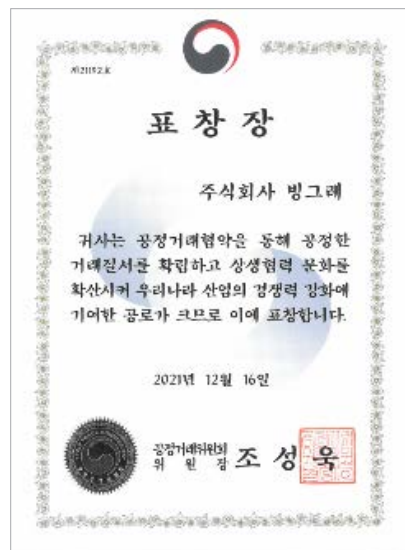 표 창 장
주식회사 빙그레
귀사는 공정거래협약을 통해 공정한
거래질서를 확립하고 상생협력 문화를
확산시켜 우리나라 산업의 경쟁력 강화에
기여한 공로가 크므로 이에 표창합니다.
2021년 12월 16일
공정거래위원회
위 원 장 조 성 욱